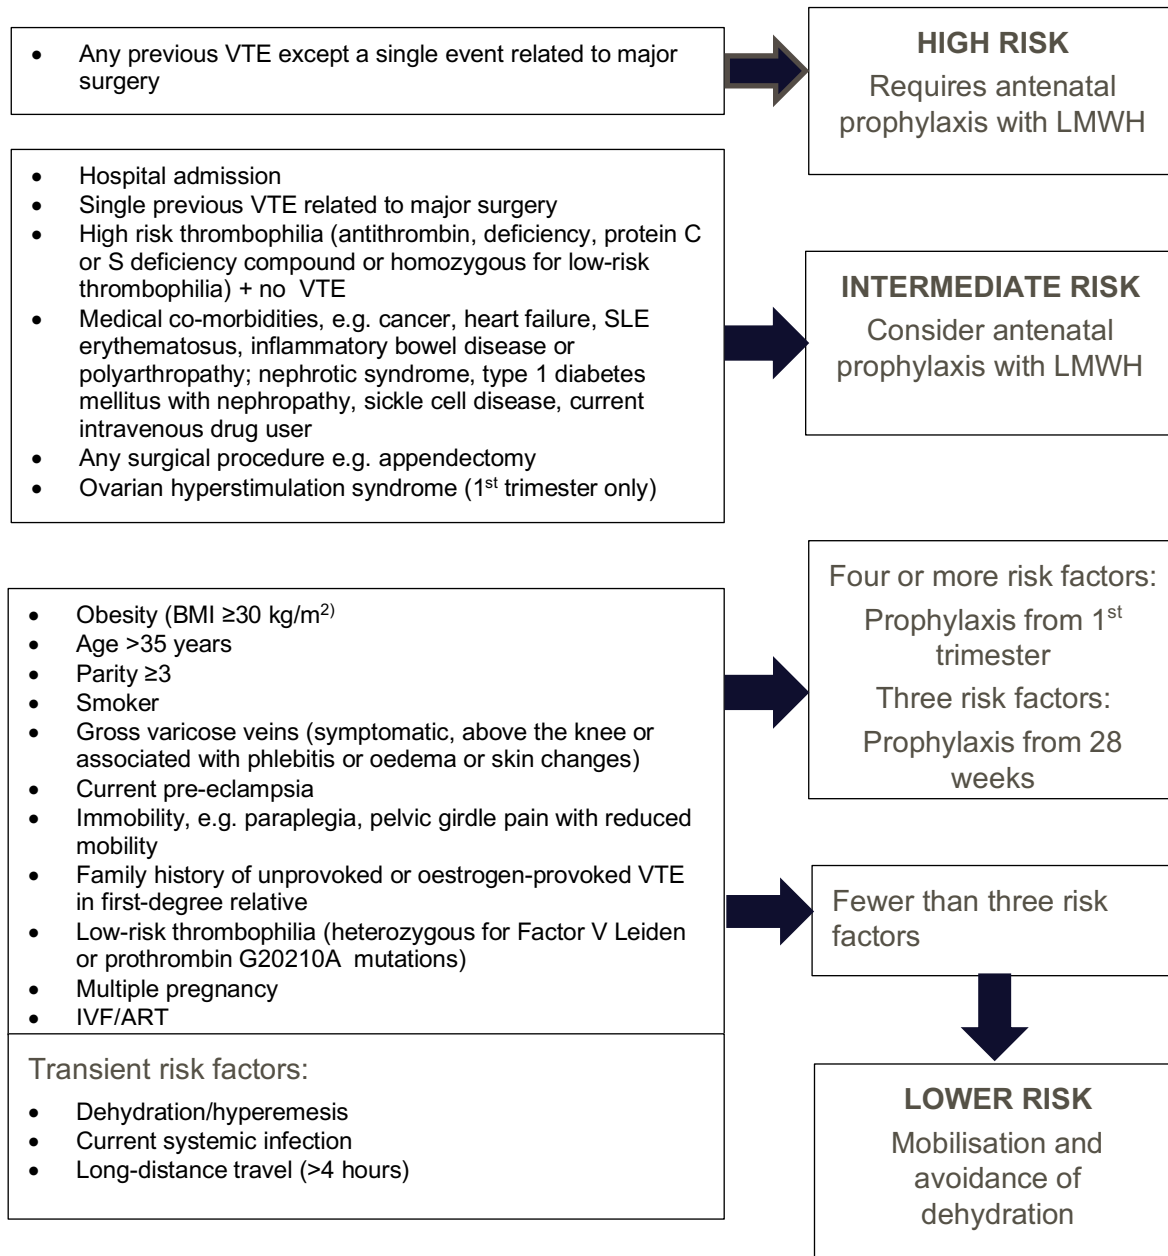 • Any previous VTE except a single event related to major
surgery
HIGH RISK
Requires antenatal
prophylaxis with LMWH
• Hospital admission
• Single previous VTE related to major surgery
• High risk thrombophilia (antithrombin, deficiency, protein C
or S deficiency compound or homozygous for low-risk
thrombophilia) + no VTE
• Medical co-morbidities, e.g. cancer, heart failure, SLE
erythematosus, inflammatory bowel disease or
polyarthropathy; nephrotic syndrome, type 1 diabetes
mellitus with nephropathy, sickle cell disease, current
intravenous drug user
• Any surgical procedure e.g. appendectomy
• Ovarian hyperstimulation syndrome (1st trimester only)
INTERMEDIATE RISK
Consider antenatal
prophylaxis with LMWH
• Obesity (BMI ≥30 kg/m2)
• Age >35 years
• Parity ≥3
• Smoker
• Gross varicose veins (symptomatic, above the knee or
associated with phlebitis or oedema or skin changes)
• Current pre-eclampsia
• Immobility, e.g. paraplegia, pelvic girdle pain with reduced
mobility
• Family history of unprovoked or oestrogen-provoked VTE
in first-degree relative
• Low-risk thrombophilia (heterozygous for Factor V Leiden
or prothrombin G20210A mutations)
• Multiple pregnancy
• IVF/ART
Four or more risk factors:
Prophylaxis from 1st
trimester
Three risk factors:
Prophylaxis from 28
weeks
Fewer than three risk
factors
Transient risk factors:
• Dehydration/hyperemesis
• Current systemic infection
• Long-distance travel (>4 hours)
LOWER RISK
Mobilisation and
avoidance of
dehydration